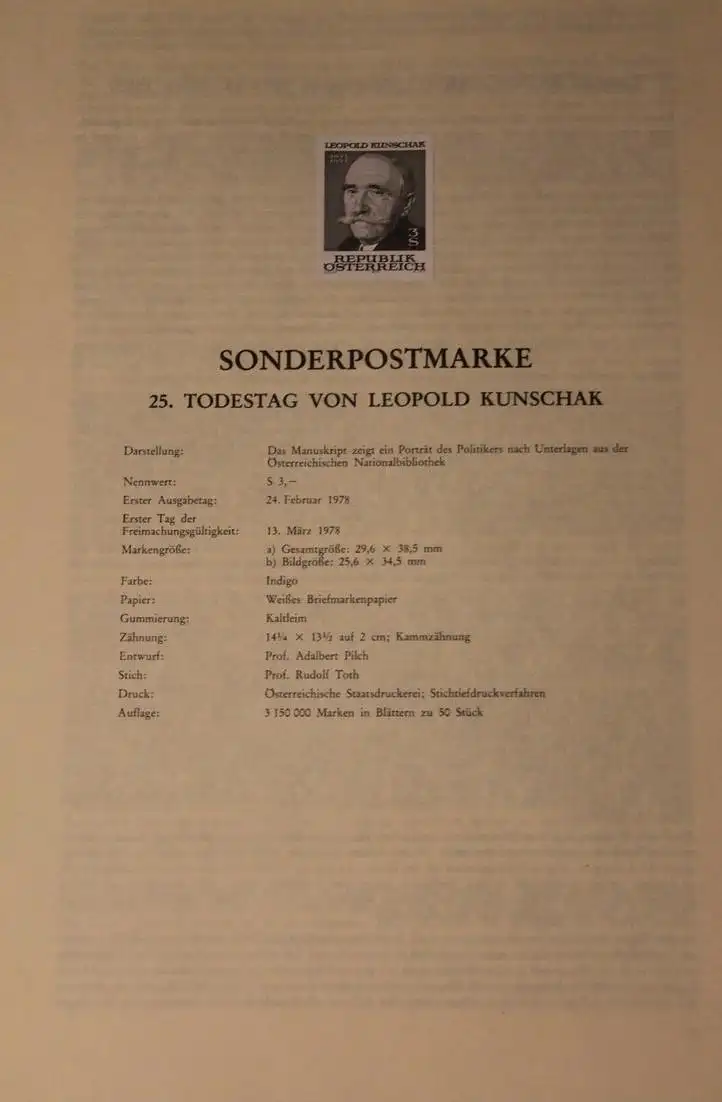 LEOPOLD KUNSCHAK
3
S
REPUBLIK
ÖSTERREICH
SONDERPOSTMARKE
25. TODESTAG VON LEOPOLD KUNSCHAK
Darstellung: Das Manuskript zeigt ein Porträt des Politikers nach Unterlagen aus der
Österreichischen Nationalbibliothek
Nennwert: S 3,—
Erster Ausgabetag: 24. Februar 1978
Erster Tag der
Freimachungsgültigkeit: 13. März 1978
Markengröße: a) Gesamtgröße: 29,6 × 38,5 mm
b) Bildgröße: 25,6 × 34,5 mm
Farbe: Indigo
Papier: Weißes Briefmarkenpapier
Gummierung: Kaltleim
Zähnung: 14¼ × 13½ auf 2 cm; Kammzähnung
Entwurf: Prof. Adalbert Pilch
Stich: Prof. Rudolf Toth
Druck: Österreichische Staatsdruckerei; Stichtiefdruckverfahren
Auflage: 3 150 000 Marken in Blättern zu 50 Stück